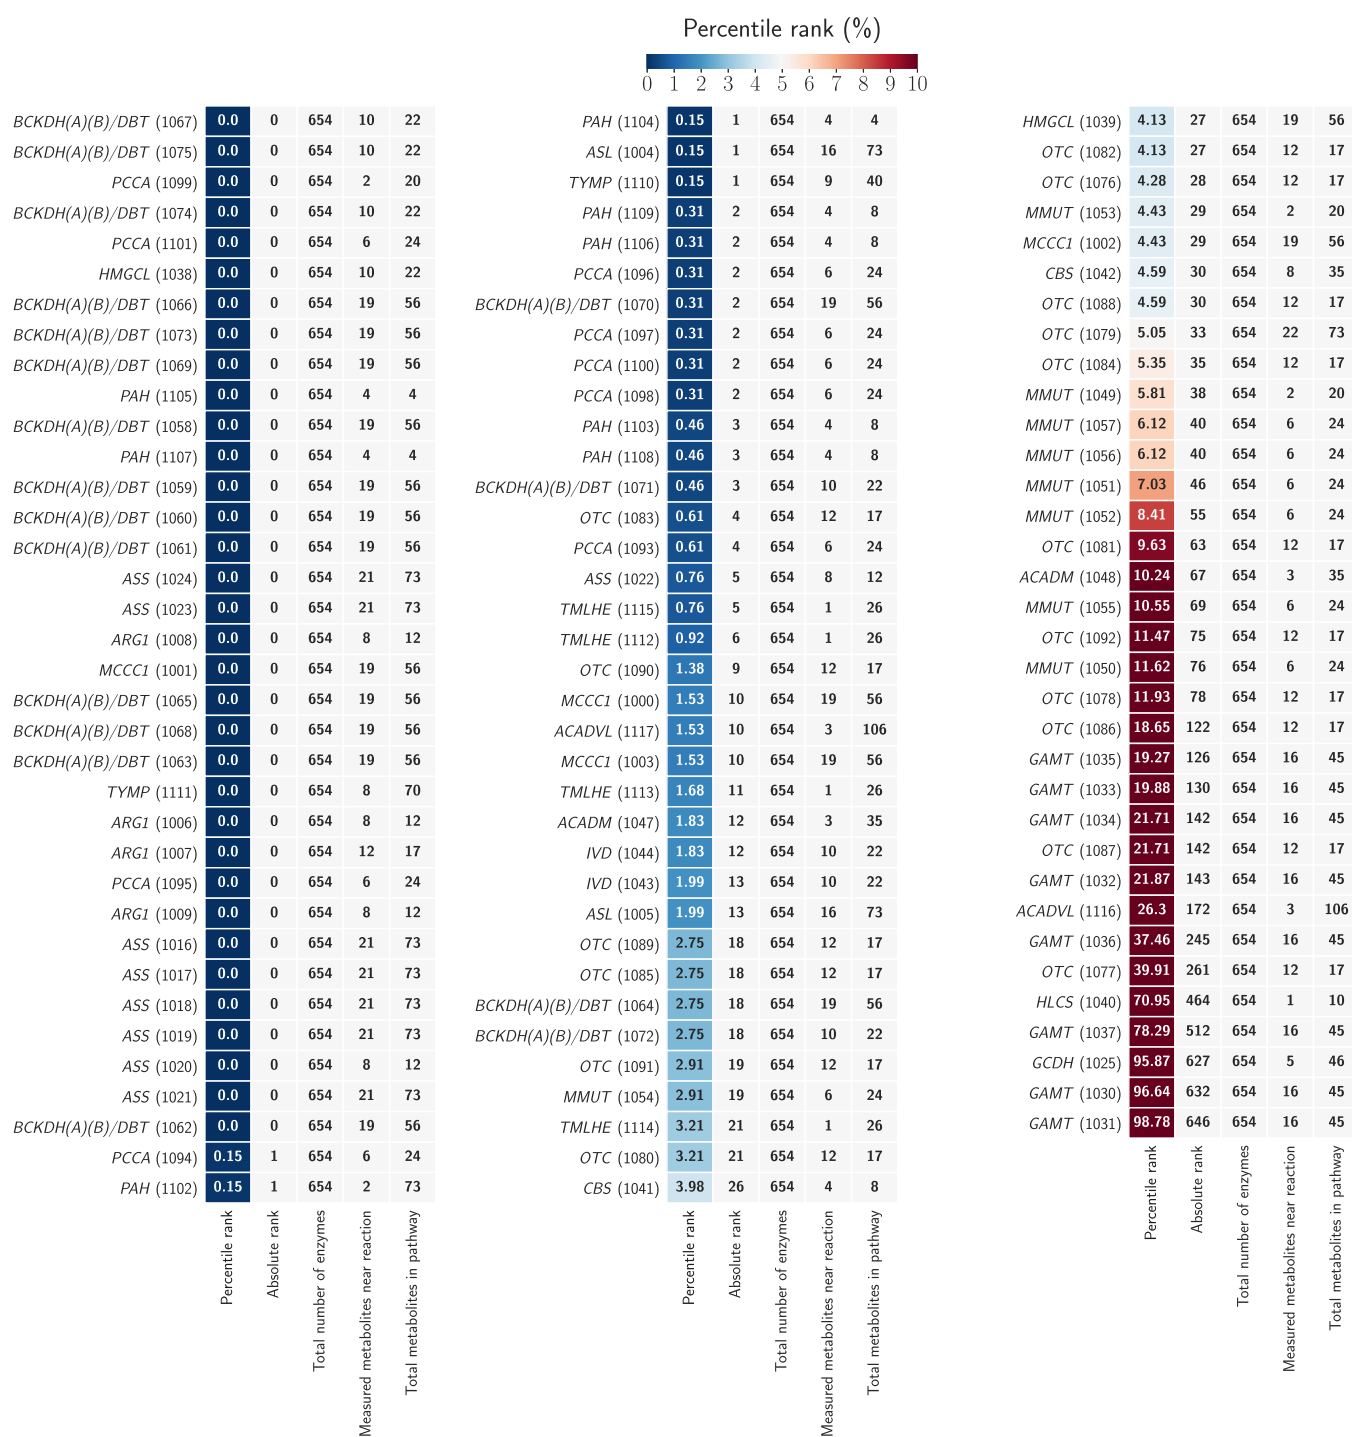 Percentile rank (%)
0 1 2 3 4 5 6 7 8 9 10
BCKDH(A)(B)/DBT (1067) 0.0 0 654 10 22
BCKDH(A)(B)/DBT (1075) 0.0 0 654 10 22
PCCA (1099) 0.0 0 654 2 20
BCKDH(A)(B)/DBT (1074) 0.0 0 654 10 22
PCCA (1101) 0.0 0 654 6 24
HMGCL (1038) 0.0 0 654 10 22
BCKDH(A)(B)/DBT (1066) 0.0 0 654 19 56
BCKDH(A)(B)/DBT (1073) 0.0 0 654 19 56
BCKDH(A)(B)/DBT (1069) 0.0 0 654 19 56
PAH (1105) 0.0 0 654 4 4
BCKDH(A)(B)/DBT (1058) 0.0 0 654 19 56
PAH (1107) 0.0 0 654 4 4
BCKDH(A)(B)/DBT (1059) 0.0 0 654 19 56
BCKDH(A)(B)/DBT (1060) 0.0 0 654 19 56
BCKDH(A)(B)/DBT (1061) 0.0 0 654 19 56
ASS (1024) 0.0 0 654 21 73
ASS (1023) 0.0 0 654 21 73
ARG1 (1008) 0.0 0 654 8 12
MCCC1 (1001) 0.0 0 654 19 56
BCKDH(A)(B)/DBT (1065) 0.0 0 654 19 56
BCKDH(A)(B)/DBT (1068) 0.0 0 654 19 56
BCKDH(A)(B)/DBT (1063) 0.0 0 654 19 56
TYMP (1111) 0.0 0 654 8 70
ARG1 (1006) 0.0 0 654 8 12
ARG1 (1007) 0.0 0 654 12 17
PCCA (1095) 0.0 0 654 6 24
ARG1 (1009) 0.0 0 654 8 12
ASS (1016) 0.0 0 654 21 73
ASS (1017) 0.0 0 654 21 73
ASS (1018) 0.0 0 654 21 73
ASS (1019) 0.0 0 654 21 73
ASS (1020) 0.0 0 654 8 12
ASS (1021) 0.0 0 654 21 73
BCKDH(A)(B)/DBT (1062) 0.0 0 654 19 56
PCCA (1094) 0.15 1 654 6 24
PAH (1102) 0.15 1 654 2 73
Percentile rank
Absolute rank
Total number of enzymes
Measured metabolites near reaction
Total metabolites in pathway
PAH (1104) 0.15 1 654 4 4
ASL (1004) 0.15 1 654 16 73
TYMP (1110) 0.15 1 654 9 40
PAH (1109) 0.31 2 654 4 8
PAH (1106) 0.31 2 654 4 8
PCCA (1096) 0.31 2 654 6 24
BCKDH(A)(B)/DBT (1070) 0.31 2 654 19 56
PCCA (1097) 0.31 2 654 6 24
PCCA (1100) 0.31 2 654 6 24
PCCA (1098) 0.31 2 654 6 24
PAH (1103) 0.46 3 654 4 8
PAH (1108) 0.46 3 654 4 8
BCKDH(A)(B)/DBT (1071) 0.46 3 654 10 22
OTC (1083) 0.61 4 654 12 17
PCCA (1093) 0.61 4 654 6 24
ASS (1022) 0.76 5 654 8 12
TMLHE (1115) 0.76 5 654 1 26
TMLHE (1112) 0.92 6 654 1 26
OTC (1090) 1.38 9 654 12 17
MCCC1 (1000) 1.53 10 654 19 56
ACADVL (1117) 1.53 10 654 3 106
MCCC1 (1003) 1.53 10 654 19 56
TMLHE (1113) 1.68 11 654 1 26
ACADM (1047) 1.83 12 654 3 35
IVD (1044) 1.83 12 654 10 22
IVD (1043) 1.99 13 654 10 22
ASL (1005) 1.99 13 654 16 73
OTC (1089) 2.75 18 654 12 17
OTC (1085) 2.75 18 654 12 17
BCKDH(A)(B)/DBT (1064) 2.75 18 654 19 56
BCKDH(A)(B)/DBT (1072) 2.75 18 654 10 22
OTC (1091) 2.91 19 654 12 17
MMUT (1054) 2.91 19 654 6 24
TMLHE (1114) 3.21 21 654 1 26
OTC (1080) 3.21 21 654 12 17
CBS (1041) 3.98 26 654 4 8
Percentile rank
Absolute rank
Total number of enzymes
Measured metabolites near reaction
Total metabolites in pathway
HMGCL (1039) 4.13 27 654 19 56
OTC (1082) 4.13 27 654 12 17
OTC (1076) 4.28 28 654 12 17
MMUT (1053) 4.43 29 654 2 20
MCCC1 (1002) 4.43 29 654 19 56
CBS (1042) 4.59 30 654 8 35
OTC (1088) 4.59 30 654 12 17
OTC (1079) 5.05 33 654 22 73
OTC (1084) 5.35 35 654 12 17
MMUT (1049) 5.81 38 654 2 20
MMUT (1057) 6.12 40 654 6 24
MMUT (1056) 6.12 40 654 6 24
MMUT (1051) 7.03 46 654 6 24
MMUT (1052) 8.41 55 654 6 24
OTC (1081) 9.63 63 654 12 17
ACADM (1048) 10.24 67 654 3 35
MMUT (1055) 10.55 69 654 6 24
OTC (1092) 11.47 75 654 12 17
MMUT (1050) 11.62 76 654 6 24
OTC (1078) 11.93 78 654 12 17
OTC (1086) 18.65 122 654 12 17
GAMT (1035) 19.27 126 654 16 45
GAMT (1033) 19.88 130 654 16 45
GAMT (1034) 21.71 142 654 16 45
OTC (1087) 21.71 142 654 12 17
GAMT (1032) 21.87 143 654 16 45
ACADVL (1116) 26.3 172 654 3 106
GAMT (1036) 37.46 245 654 16 45
OTC (1077) 39.91 261 654 12 17
HLCS (1040) 70.95 464 654 1 10
GAMT (1037) 78.29 512 654 16 45
GCDH (1025) 95.87 627 654 5 46
GAMT (1030) 96.64 632 654 16 45
GAMT (1031) 98.78 646 654 16 45
Percentile rank
Absolute rank
Total number of enzymes
Measured metabolites near reaction
Total metabolites in pathway